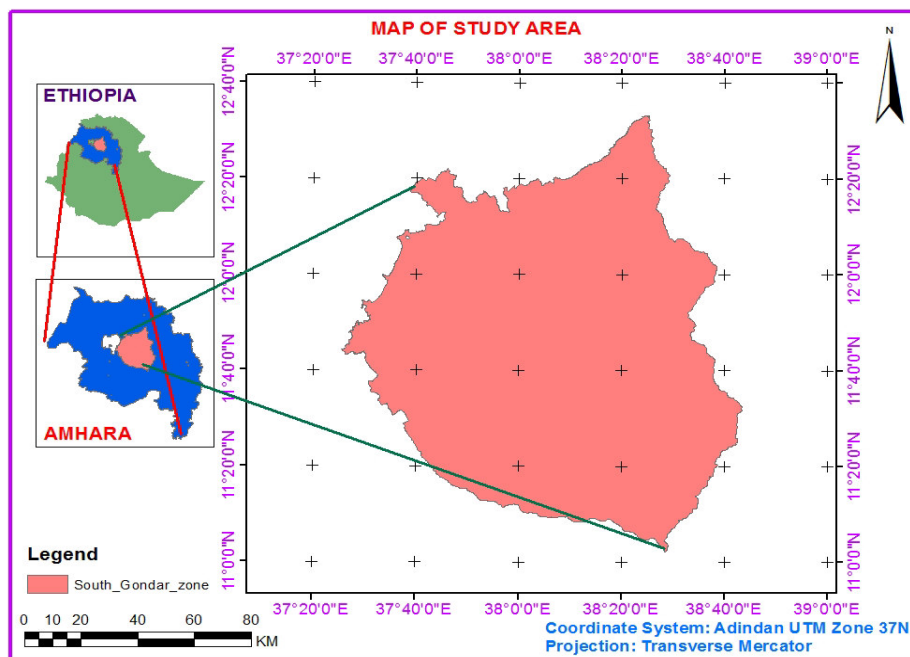 MAP OF STUDY AREA
N
37°20'0"E 37°40'0"E 38°0'0"E 38°20'0"E 38°40'0"E 39°0'0"E
ETHIOPIA
AMHARA
12°40'0"N
12°20'0"N
12°0'0"N
11°40'0"N
11°20'0"N
11°0'0"N
12°40'0"N
12°20'0"N
12°0'0"N
11°40'0"N
11°20'0"N
11°0'0"N
37°20'0"E 37°40'0"E 38°0'0"E 38°20'0"E 38°40'0"E 39°0'0"E
Legend
South_Gondar_zone
0 10 20 40 60 80
KM
Coordinate System: Adindan UTM Zone 37N
Projection: Transverse Mercator